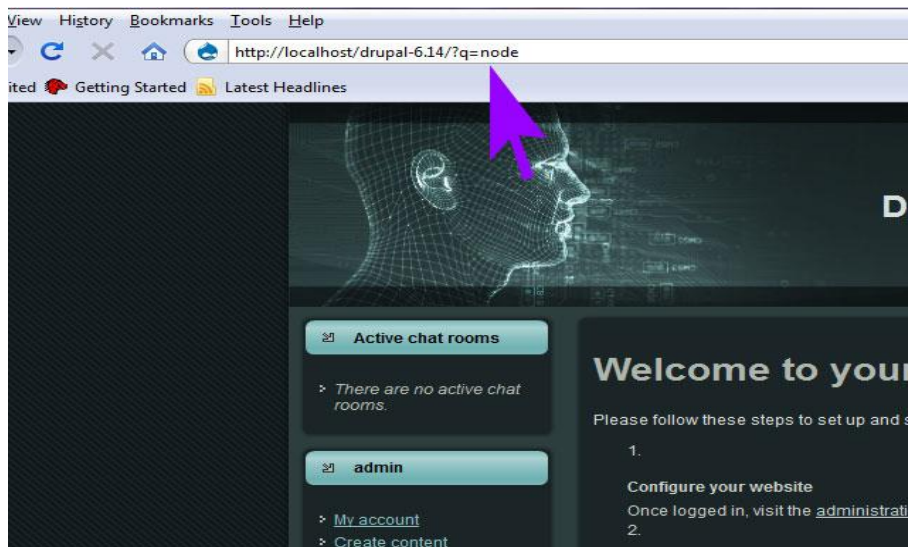 View History Bookmarks Tools Help
http://localhost/drupal-6.14/?q=node
ited Getting Started Latest Headlines
D
Active chat rooms
There are no active chat
rooms.
Welcome to your
Please follow these steps to set up and s
1.
admin
Configure your website
My account
Once logged in, visit the administrati
2.
Create content